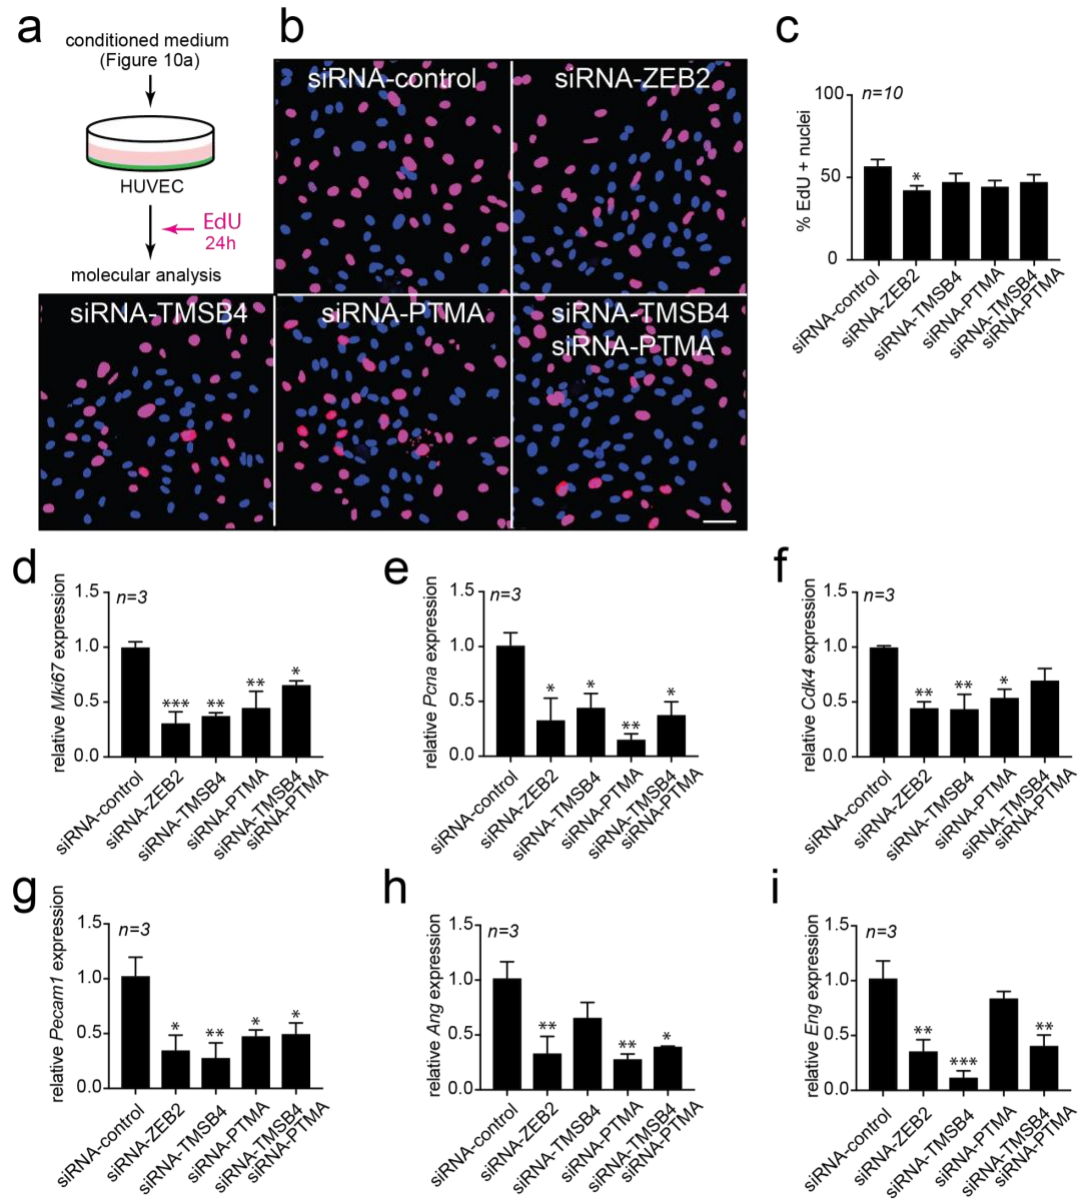 a
conditioned medium
(Figure 10a)
HUVEC
EdU
24h
molecular analysis
b
siRNA-control
siRNA-ZEB2
siRNA-TMSB4
siRNA-PTMA
siRNA-TMSB4
siRNA-PTMA
c
% EdU + nuclei
100
50
0
n=10
*
siRNA-control
siRNA-ZEB2
siRNA-TMSB4
siRNA-PTMA
siRNA-TMSB4
siRNA-PTMA
d
relative Mki67 expression
1.5
1.0
0.5
0.0
n=3
***
**
**
*
siRNA-control
siRNA-ZEB2
siRNA-TMSB4
siRNA-PTMA
siRNA-TMSB4
siRNA-PTMA
e
relative Pcna expression
1.5
1.0
0.5
0.0
n=3
*
*
**
*
siRNA-control
siRNA-ZEB2
siRNA-TMSB4
siRNA-PTMA
siRNA-TMSB4
siRNA-PTMA
f
relative Cdk4 expression
1.5
1.0
0.5
0.0
n=3
**
**
*
siRNA-control
siRNA-ZEB2
siRNA-TMSB4
siRNA-PTMA
siRNA-TMSB4
siRNA-PTMA
g
relative Pecam1 expression
1.5
1.0
0.5
0.0
n=3
*
**
*
*
siRNA-control
siRNA-ZEB2
siRNA-TMSB4
siRNA-PTMA
siRNA-TMSB4
siRNA-PTMA
h
relative Ang expression
1.5
1.0
0.5
0.0
n=3
**
**
*
siRNA-control
siRNA-ZEB2
siRNA-TMSB4
siRNA-PTMA
siRNA-TMSB4
siRNA-PTMA
i
relative Eng expression
1.5
1.0
0.5
0.0
n=3
**
***
**
siRNA-control
siRNA-ZEB2
siRNA-TMSB4
siRNA-PTMA
siRNA-TMSB4
siRNA-PTMA